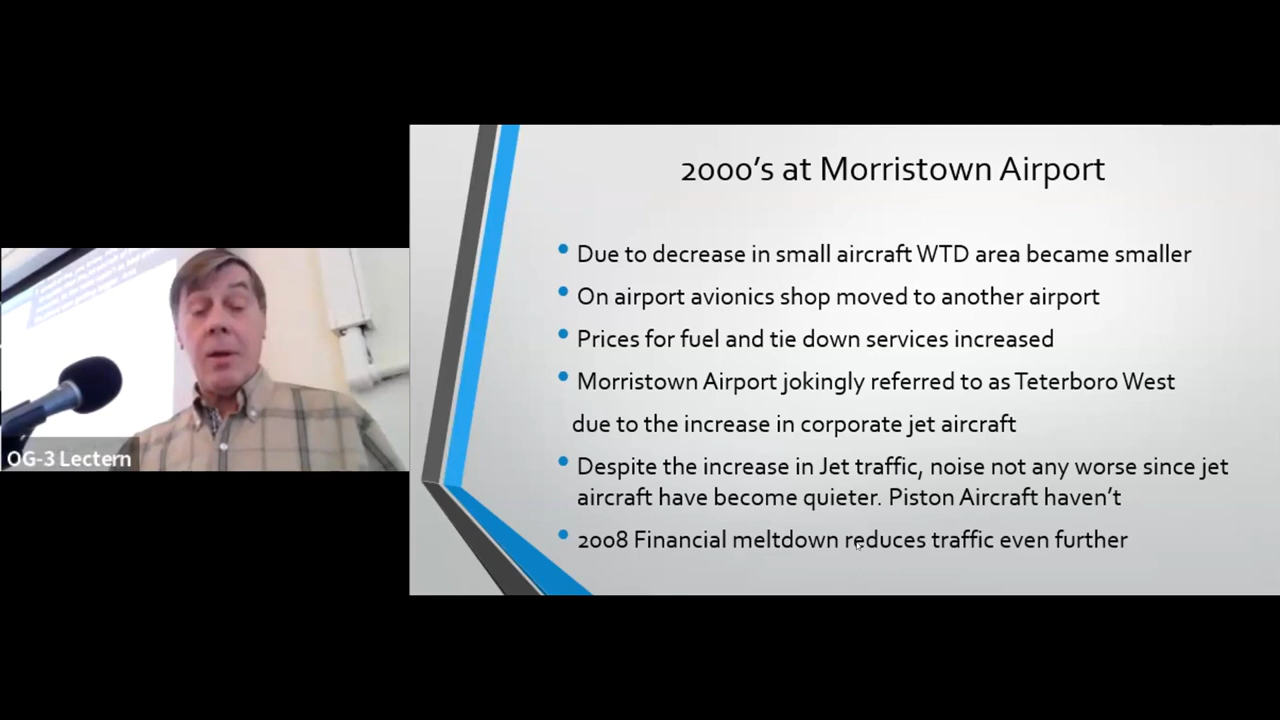 2000's at Morristown Airport
Due to decrease in small aircraft WTD area became smaller
On airport avionics shop moved to another airport
Prices for fuel and tie down services increased
Morristown Airport jokingly referred to as Teterboro West
due to the increase in corporate jet aircraft
Despite the increase in Jet traffic, noise not any worse since jet
aircraft have become quieter. Piston Aircraft haven't
2008 Financial meltdown reduces traffic even further
OG-3 Lectern